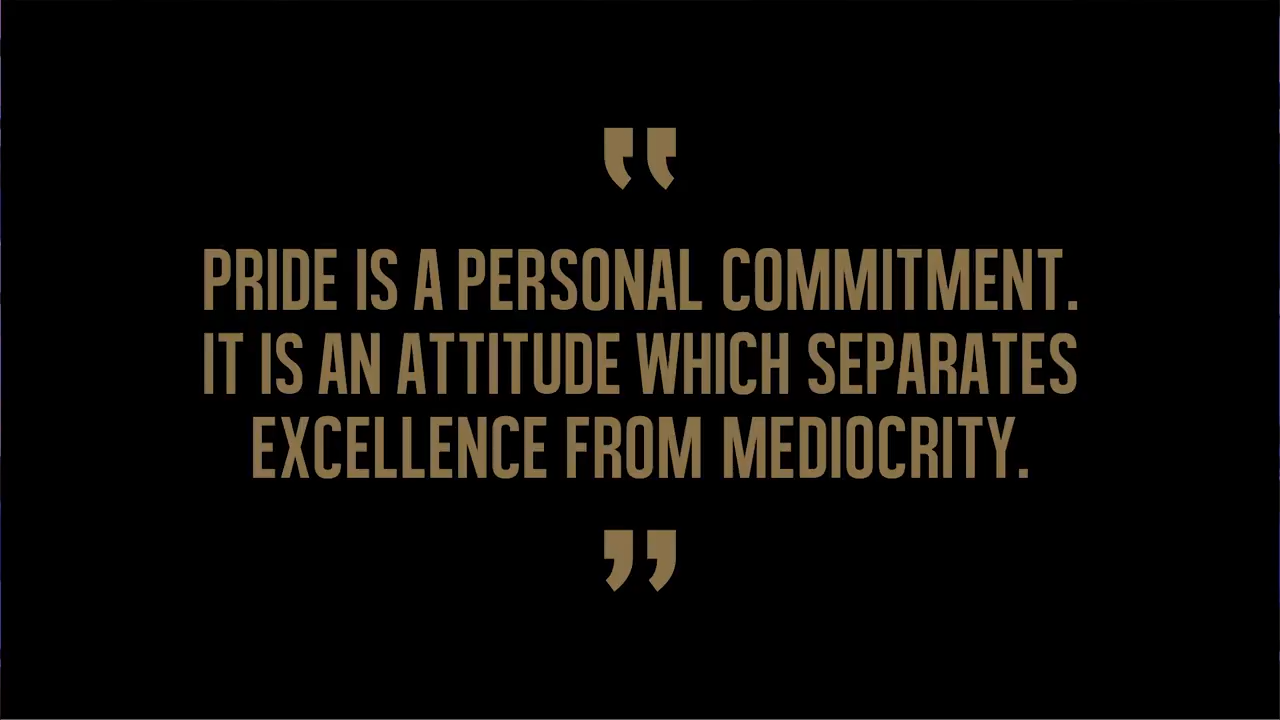 ‟
PRIDE IS A PERSONAL COMMITMENT.
IT IS AN ATTITUDE WHICH SEPARATES
EXCELLENCE FROM MEDIOCRITY.
”